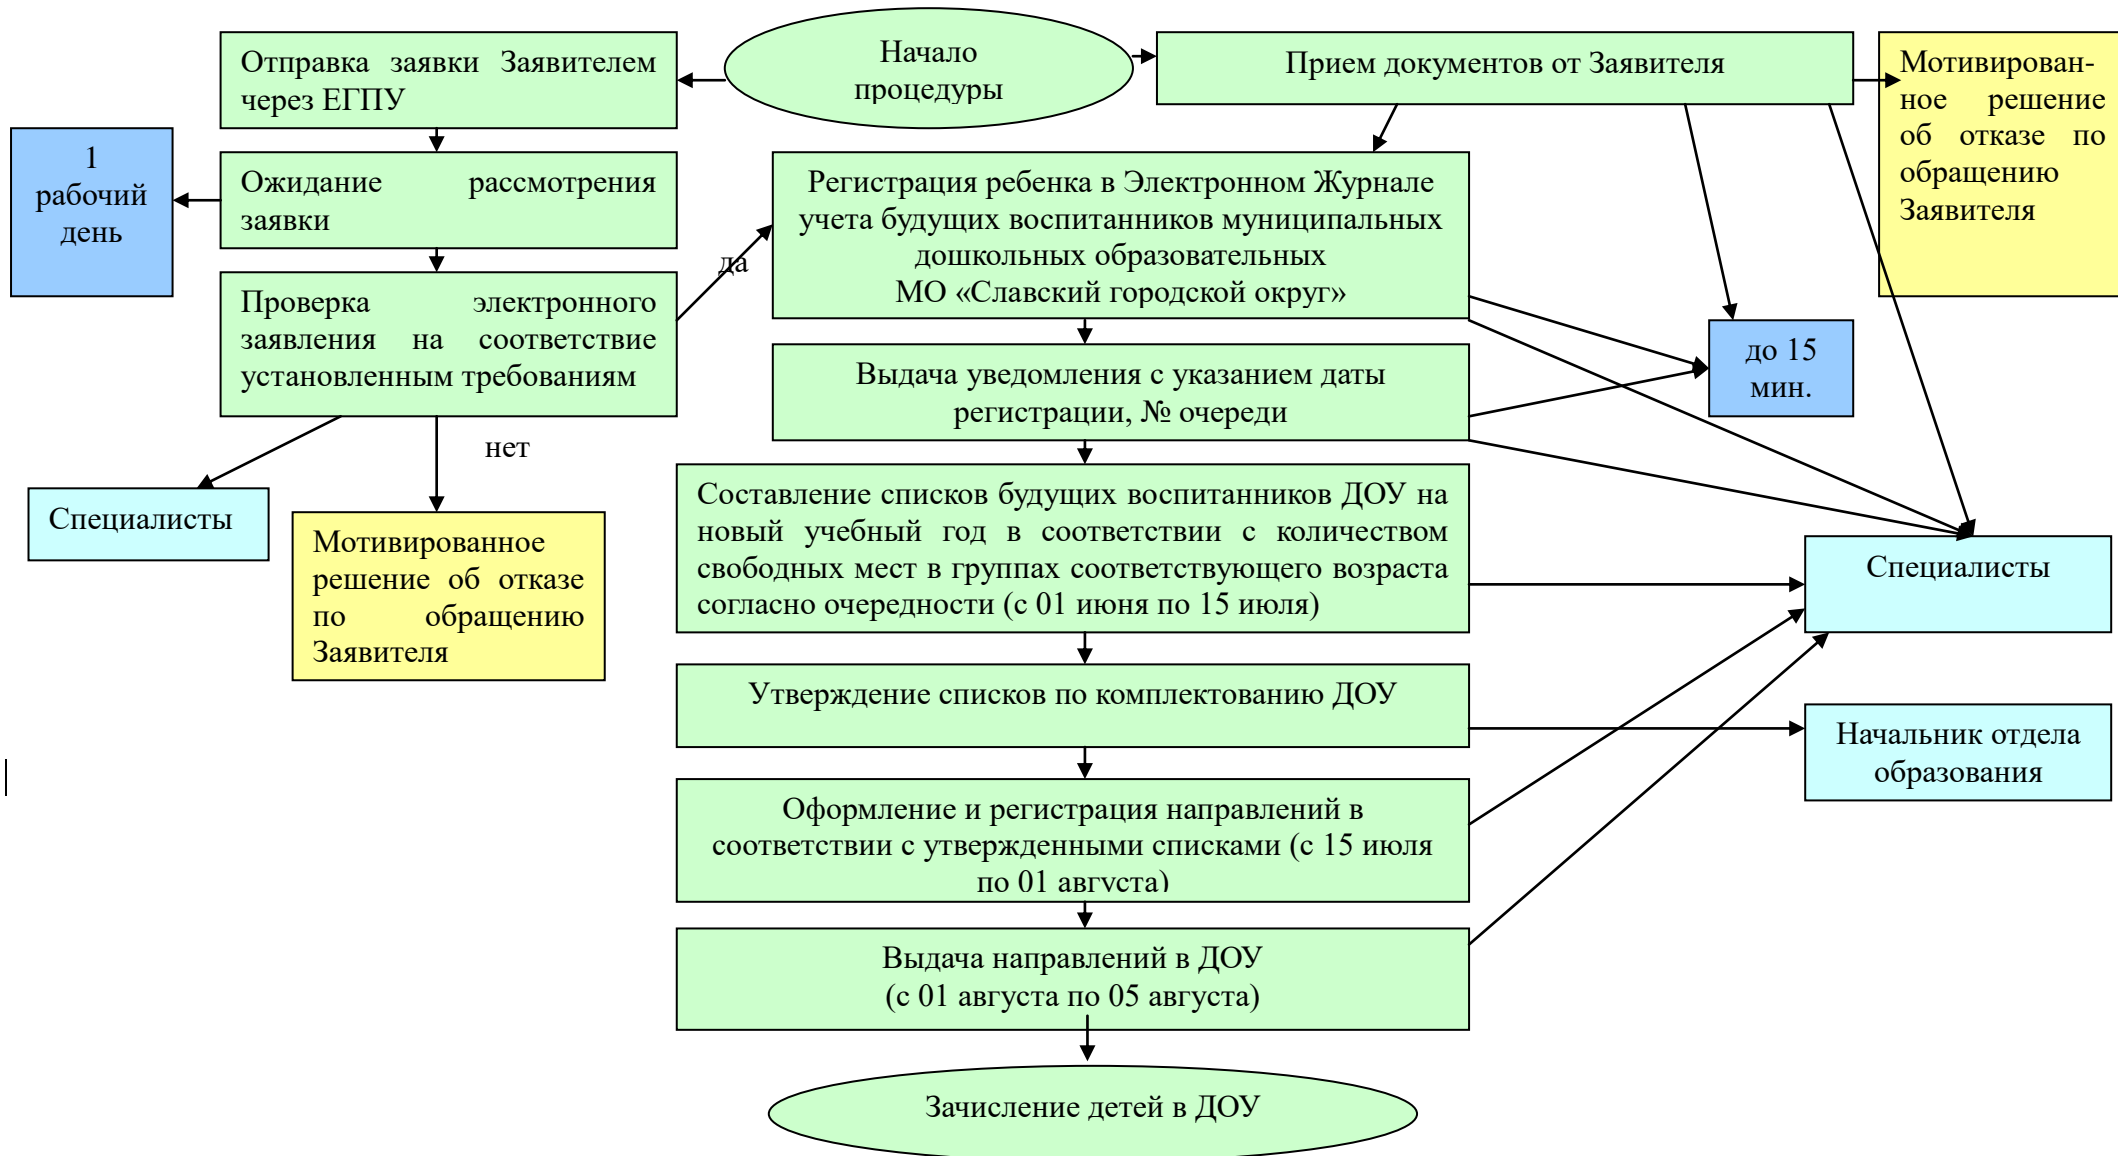 Начало
процедуры
Отправка заявки Заявителем
через ЕГПУ
Прием документов от Заявителя
Мотивирован-
ное решение
об отказе по
обращению
Заявителя
1
рабочий
день
Ожидание рассмотрения
заявки
Регистрация ребенка в Электронном Журнале
учета будущих воспитанников муниципальных
дошкольных образовательных
МО «Славский городской округ»
да
Проверка электронного
заявления на соответствие
установленным требованиям
до 15
мин.
Выдача уведомления с указанием даты
регистрации, № очереди
нет
Специалисты
Мотивированное
решение об отказе
по обращению
Заявителя
Составление списков будущих воспитанников ДОУ на
новый учебный год в соответствии с количеством
свободных мест в группах соответствующего возраста
согласно очередности (с 01 июня по 15 июля)
Специалисты
Утверждение списков по комплектованию ДОУ
Начальник отдела
образования
Оформление и регистрация направлений в
соответствии с утвержденными списками (с 15 июля
по 01 августа)
Выдача направлений в ДОУ
(с 01 августа по 05 августа)
Зачисление детей в ДОУ